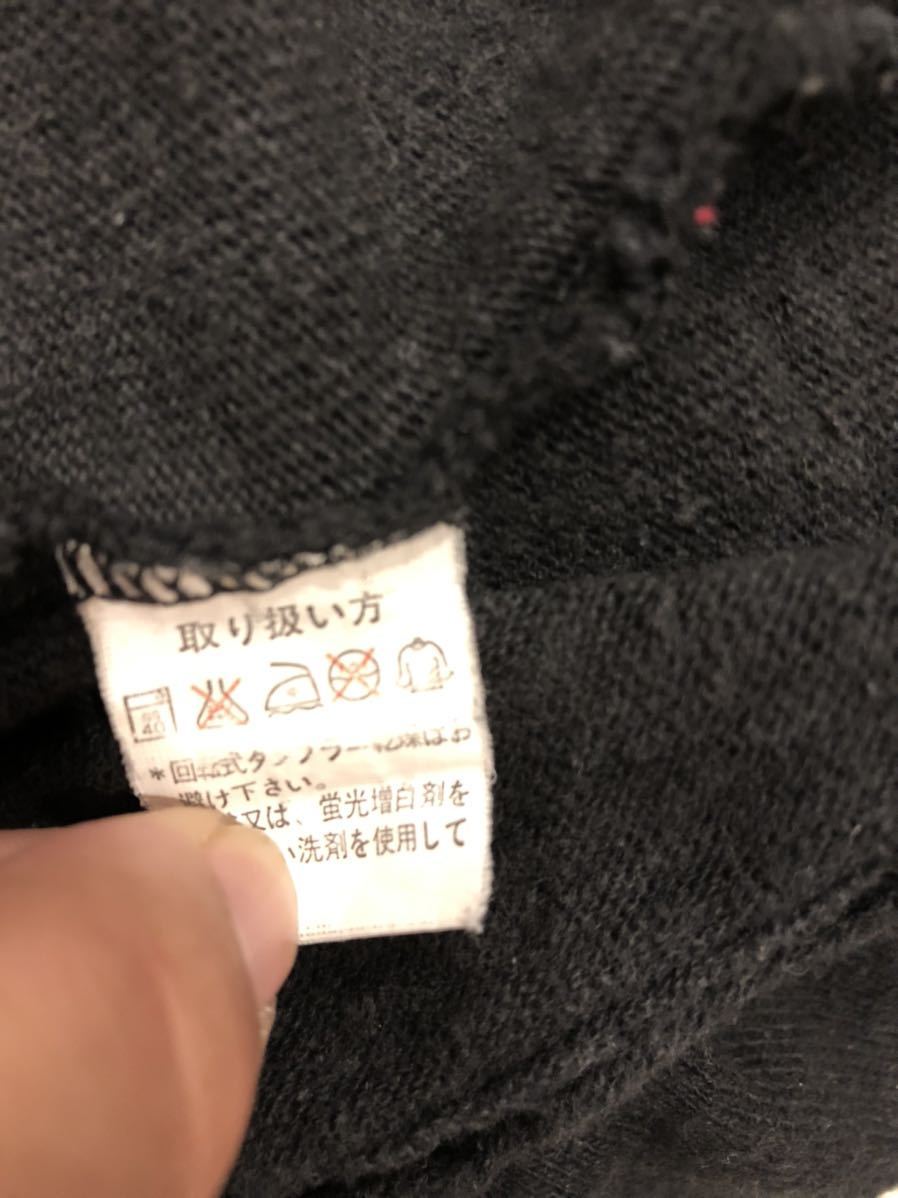 取り扱い方
40
*回転式タンブラー乾燥はお
避け下さい。
又は、蛍光増白剤を
い洗剤を使用して